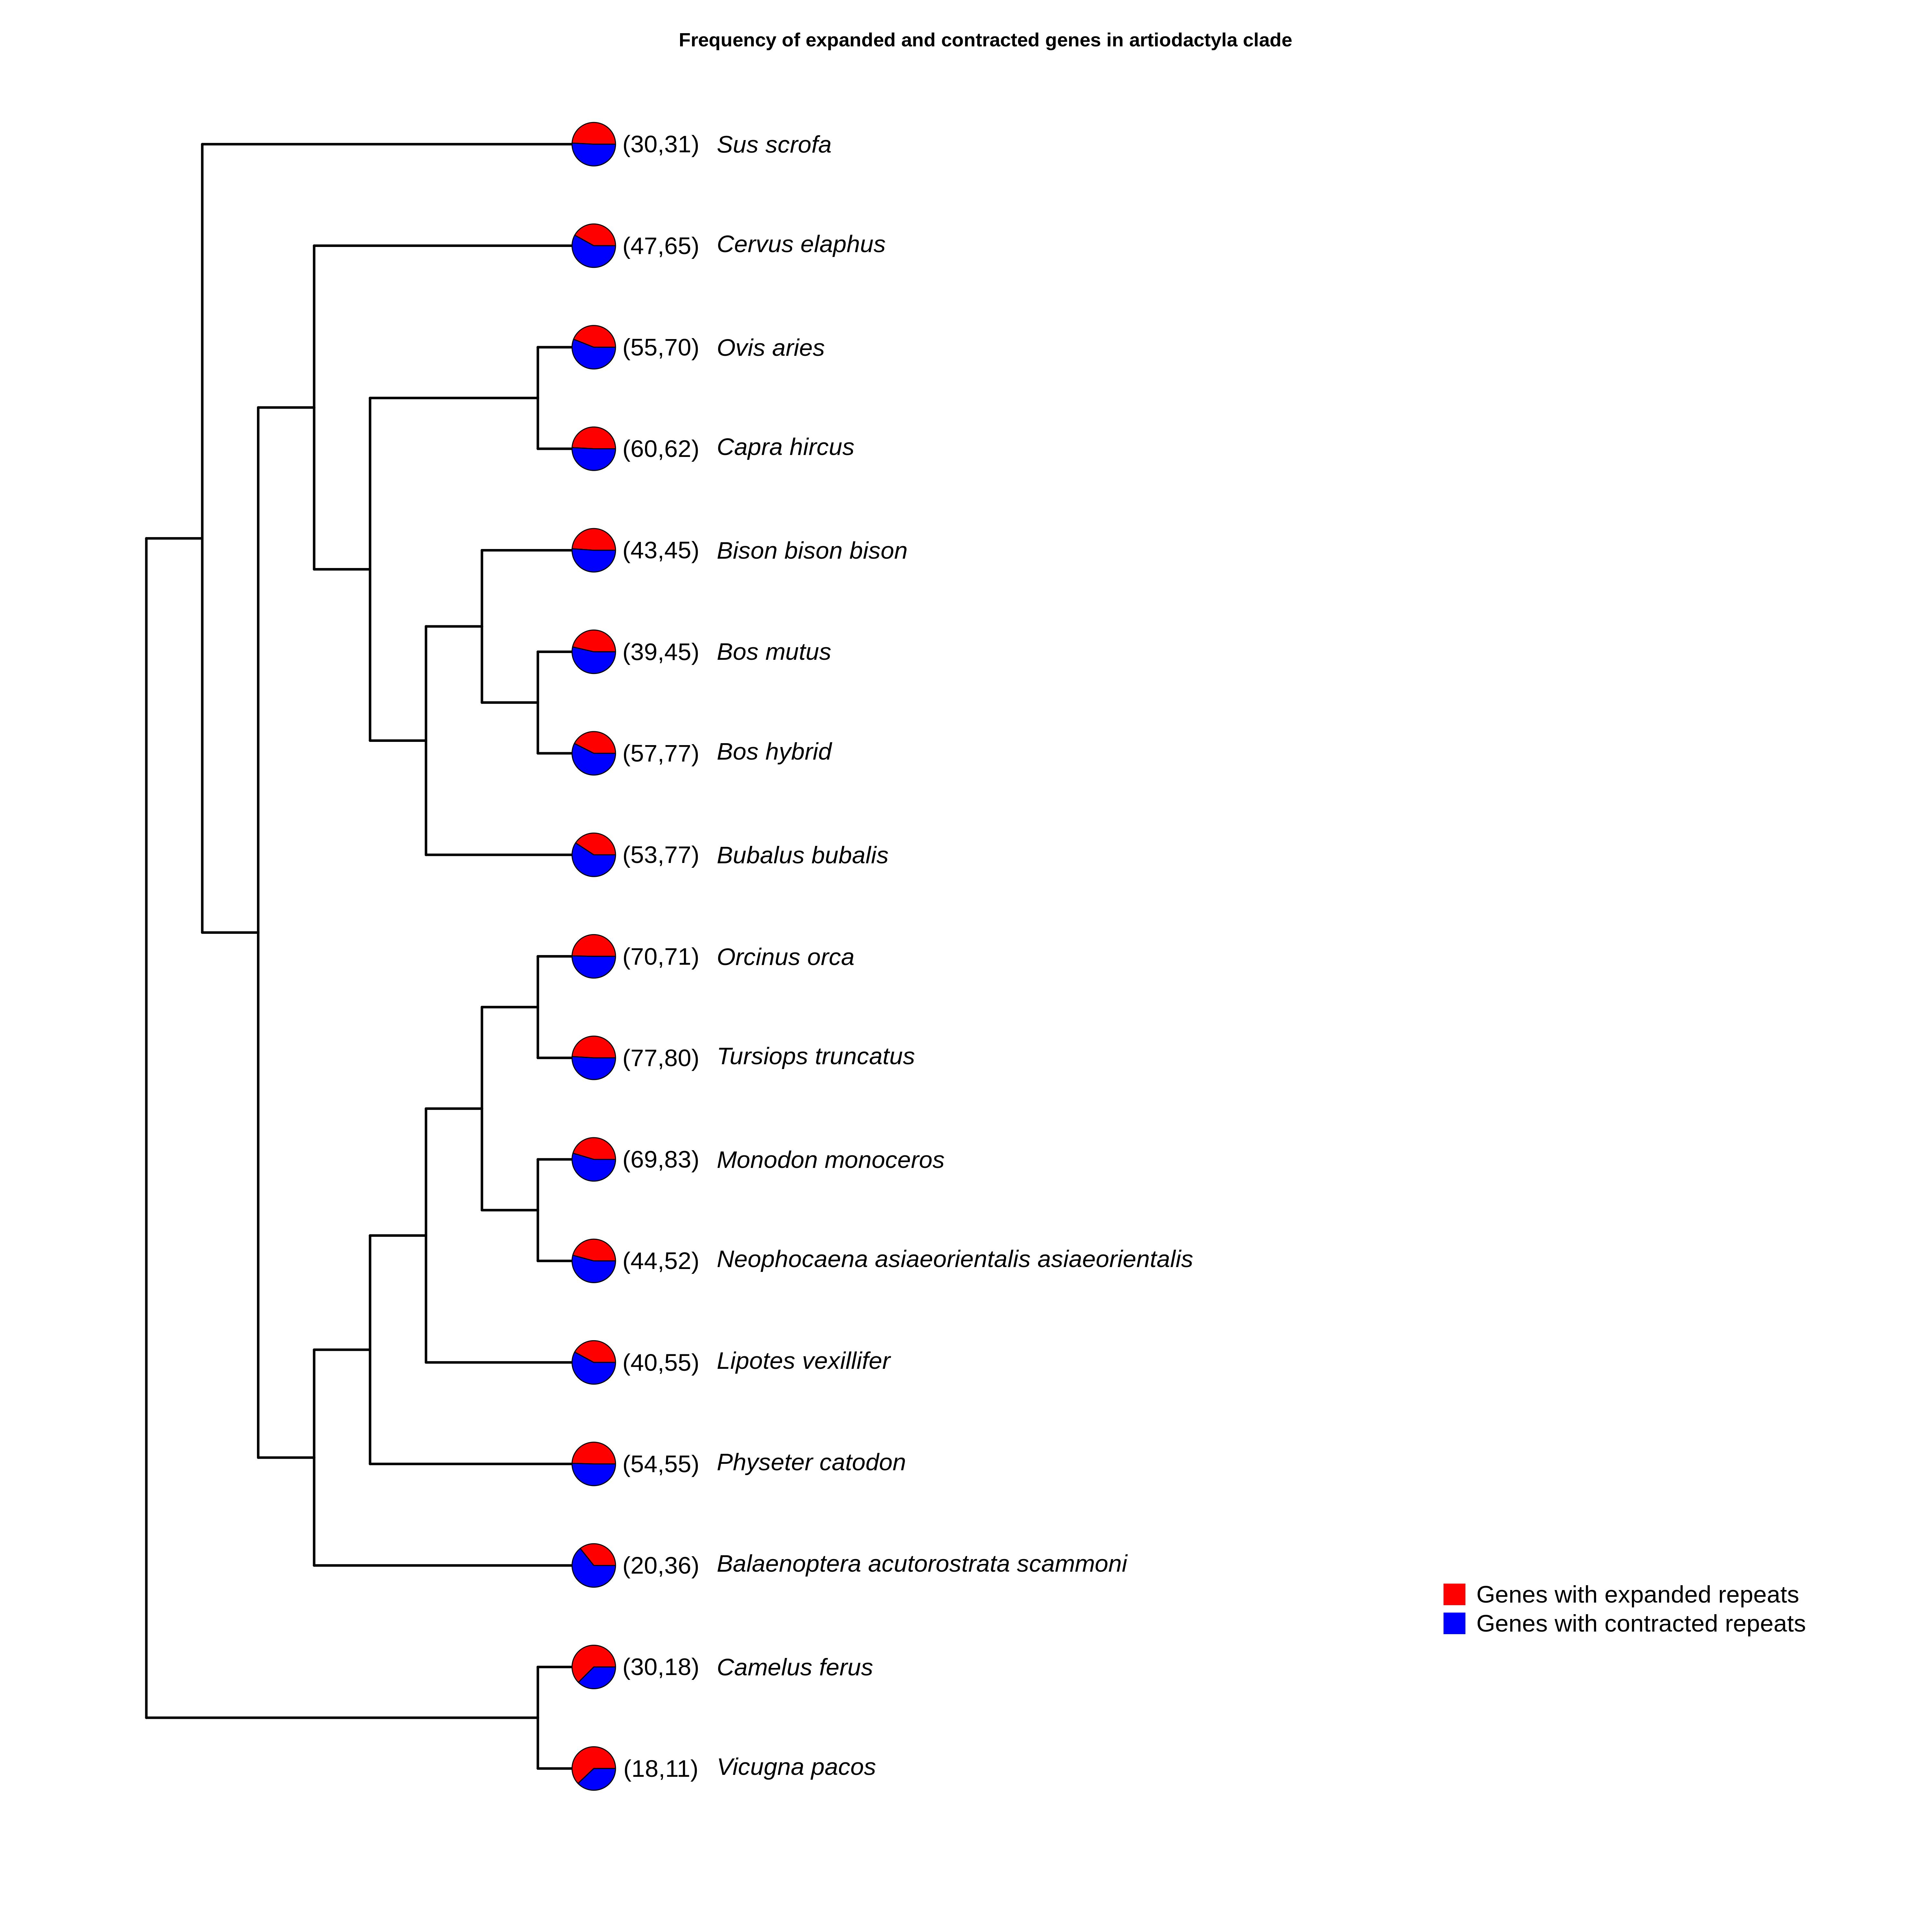 Frequency of expanded and contracted genes in artiodactyla clade
(30,31) Sus scrofa
(47,65) Cervus elaphus
(55,70) Ovis aries
(60,62) Capra hircus
(43,45) Bison bison bison
(39,45) Bos mutus
(57,77) Bos hybrid
(53,77) Bubalus bubalis
(70,71) Orcinus orca
(77,80) Tursiops truncatus
(69,83) Monodon monoceros
(44,52) Neophocaena asiaeorientalis asiaeorientalis
(40,55) Lipotes vexillifer
(54,55) Physeter catodon
(20,36) Balaenoptera acutorostrata scammoni
Genes with expanded repeats
Genes with contracted repeats
(30,18) Camelus ferus
(18,11) Vicugna pacos